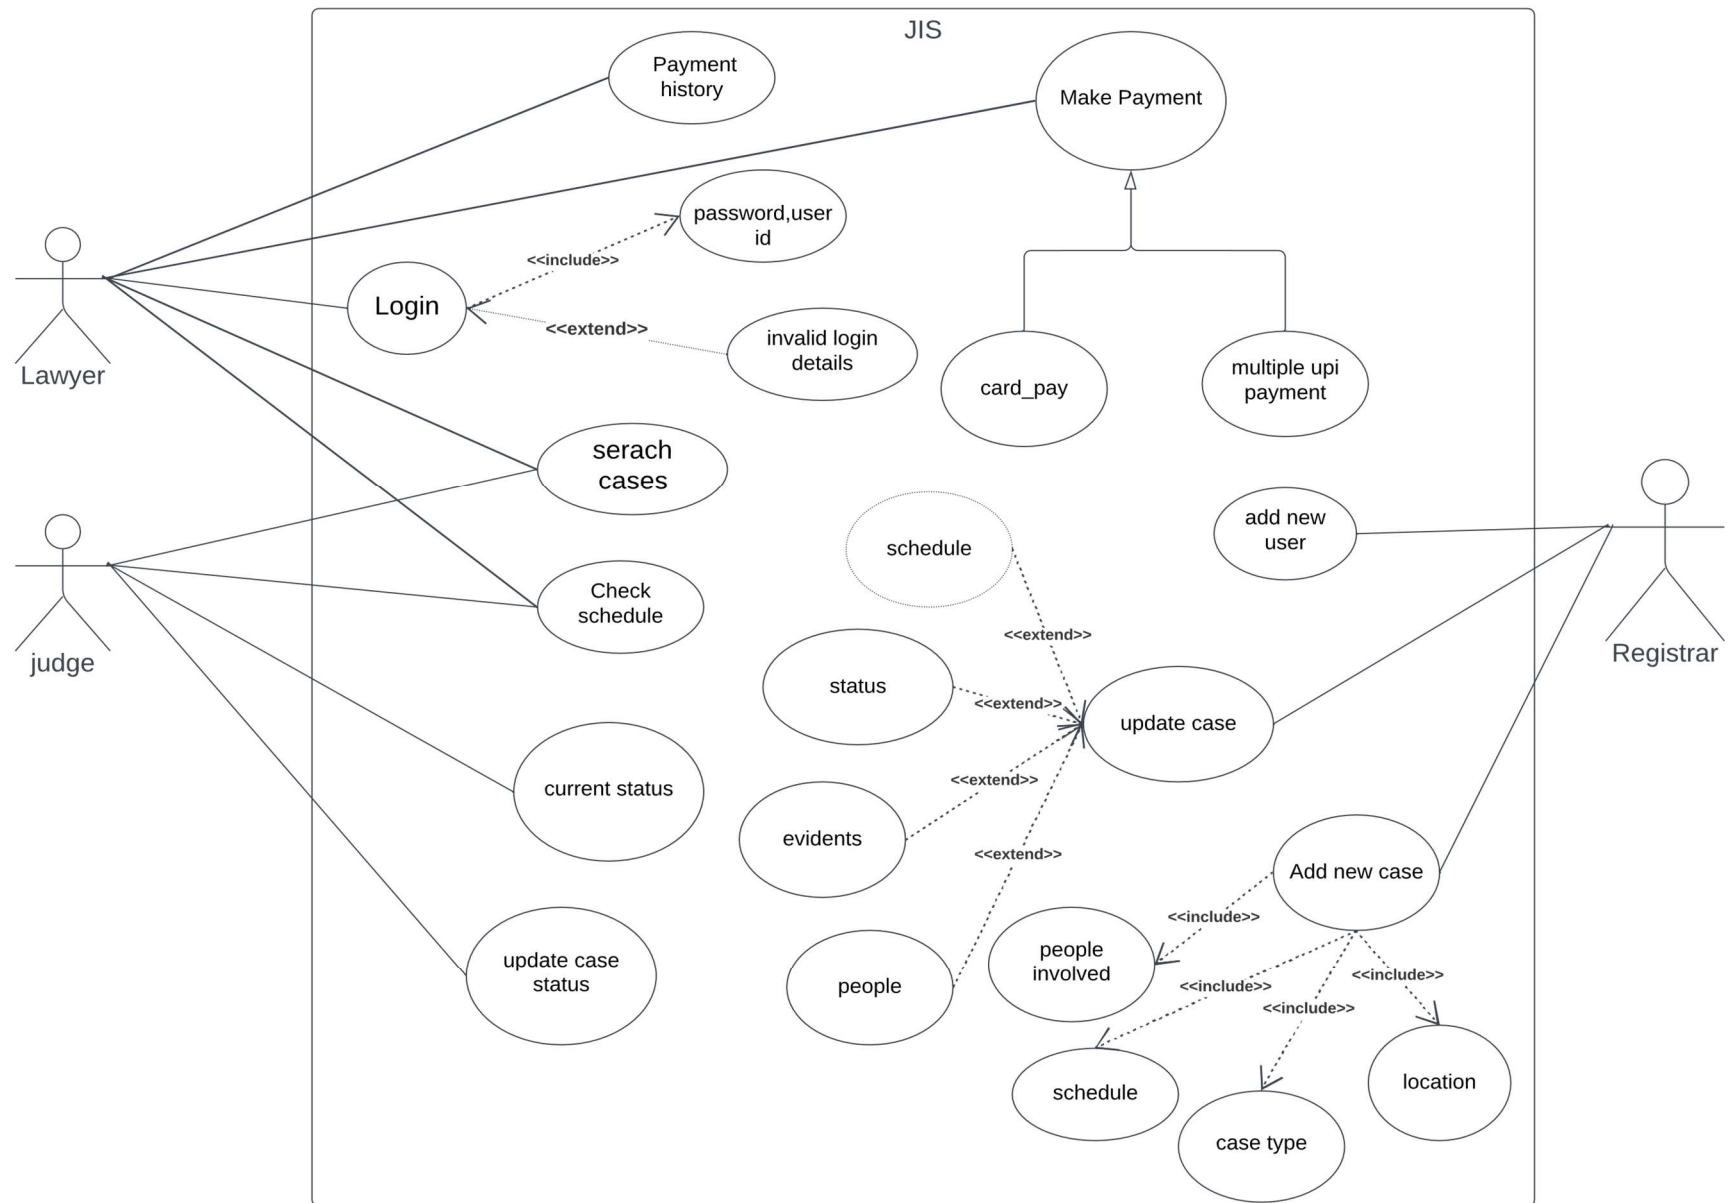 JIS
Payment
history
Make Payment
password,user
id
<<include>>
Login
<<extend>>
invalid login
details
Lawyer
card_pay
multiple upi
payment
serach
cases
schedule
add new
user
Check
schedule
<<extend>>
judge
Registrar
status
<<extend>>
update case
current status
<<extend>>
evidents
<<extend>>
Add new case
<<include>>
people
involved
update case
status
people
<<include>>
<<include>>
<<include>>
schedule
case type
location